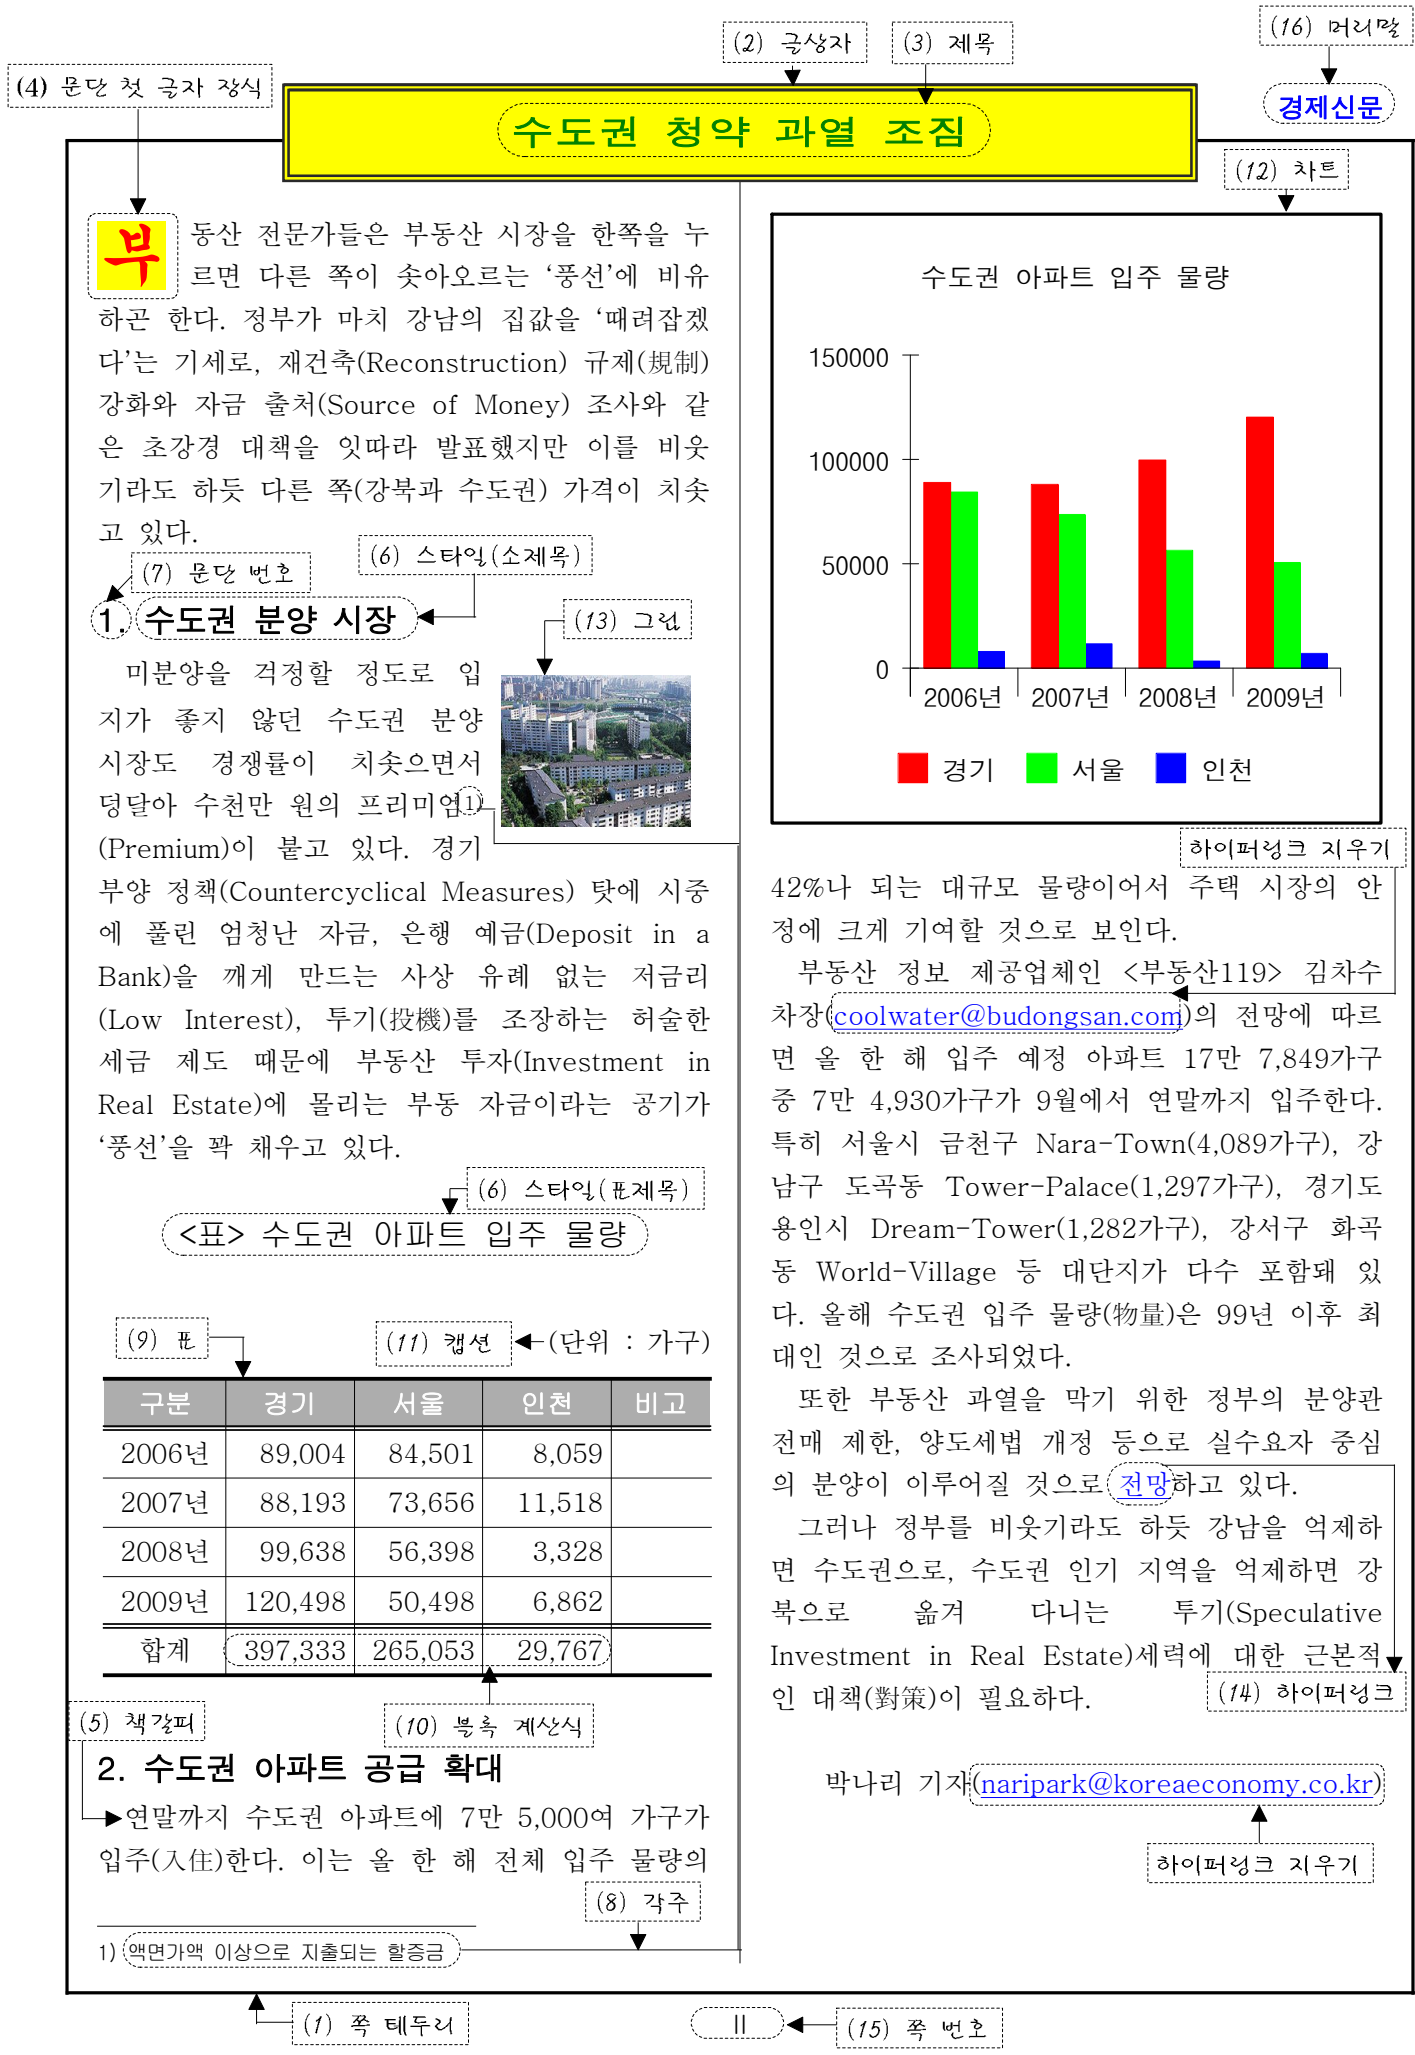 (16) 머리말
(2) 글상자
(3) 제목
(4) 문단 첫 글자 장식
경제신문
수도권 청약 과열 조짐
(12) 차트
부동산 전문가들은 부동산 시장을 한쪽을 누
르면 다른 쪽이 솟아오르는 ‘풍선’에 비유
하곤 한다. 정부가 마치 강남의 집값을 ‘때려잡겠
다’는 기세로, 재건축(Reconstruction) 규제(規制)
강화와 자금 출처(Source of Money) 조사와 같
은 초강경 대책을 잇따라 발표했지만 이를 비웃
기라도 하듯 다른 쪽(강북과 수도권) 가격이 치솟
고 있다.
(6) 스타일(소제목)
(7) 문단 번호
1. 수도권 분양 시장
(13) 그림
미분양을 걱정할 정도로 입
지가 좋지 않던 수도권 분양
시장도 경쟁률이 치솟으면서
덩달아 수천만 원의 프리미엄1)
(Premium)이 붙고 있다. 경기
부양 정책(Countercyclical Measures) 탓에 시중
에 풀린 엄청난 자금, 은행 예금(Deposit in a
Bank)을 깨게 만드는 사상 유례 없는 저금리
(Low Interest), 투기(投機)를 조장하는 허술한
세금 제도 때문에 부동산 투자(Investment in
Real Estate)에 몰리는 부동 자금이라는 공기가
‘풍선’을 꽉 채우고 있다.
(6) 스타일(표제목)
<표> 수도권 아파트 입주 물량
(9) 표
(11) 캡션
(단위 : 가구)
구분 경기 서울 인천 비고
2006년 89,004 84,501 8,059
2007년 88,193 73,656 11,518
2008년 99,638 56,398 3,328
2009년 120,498 50,498 6,862
합계 397,333 265,053 29,767
(5) 책갈피
(10) 블록 계산식
2. 수도권 아파트 공급 확대
연말까지 수도권 아파트에 7만 5,000여 가구가
입주(入住)한다. 이는 올 한 해 전체 입주 물량의
(8) 각주
1) 액면가액 이상으로 지출되는 할증금
수도권 아파트 입주 물량
150000
100000
50000
0
2006년 2007년 2008년 2009년
경기 서울 인천
하이퍼링크 지우기
42%나 되는 대규모 물량이어서 주택 시장의 안
정에 크게 기여할 것으로 보인다.
부동산 정보 제공업체인 <부동산119> 김차수
차장(coolwater@budongsan.com)의 전망에 따르
면 올 한 해 입주 예정 아파트 17만 7,849가구
중 7만 4,930가구가 9월에서 연말까지 입주한다.
특히 서울시 금천구 Nara-Town(4,089가구), 강
남구 도곡동 Tower-Palace(1,297가구), 경기도
용인시 Dream-Tower(1,282가구), 강서구 화곡
동 World-Village 등 대단지가 다수 포함돼 있
다. 올해 수도권 입주 물량(物量)은 99년 이후 최
대인 것으로 조사되었다.
또한 부동산 과열을 막기 위한 정부의 분양관
전매 제한, 양도세법 개정 등으로 실수요자 중심
의 분양이 이루어질 것으로 전망하고 있다.
그러나 정부를 비웃기라도 하듯 강남을 억제하
면 수도권으로, 수도권 인기 지역을 억제하면 강
북으로 옮겨 다니는 투기(Speculative
Investment in Real Estate)세력에 대한 근본적
인 대책(對策)이 필요하다.
(14) 하이퍼링크
박나리 기자(naripark@koreaeconomy.co.kr)
하이퍼링크 지우기
(1) 쪽 테두리
II
(15) 쪽 번호